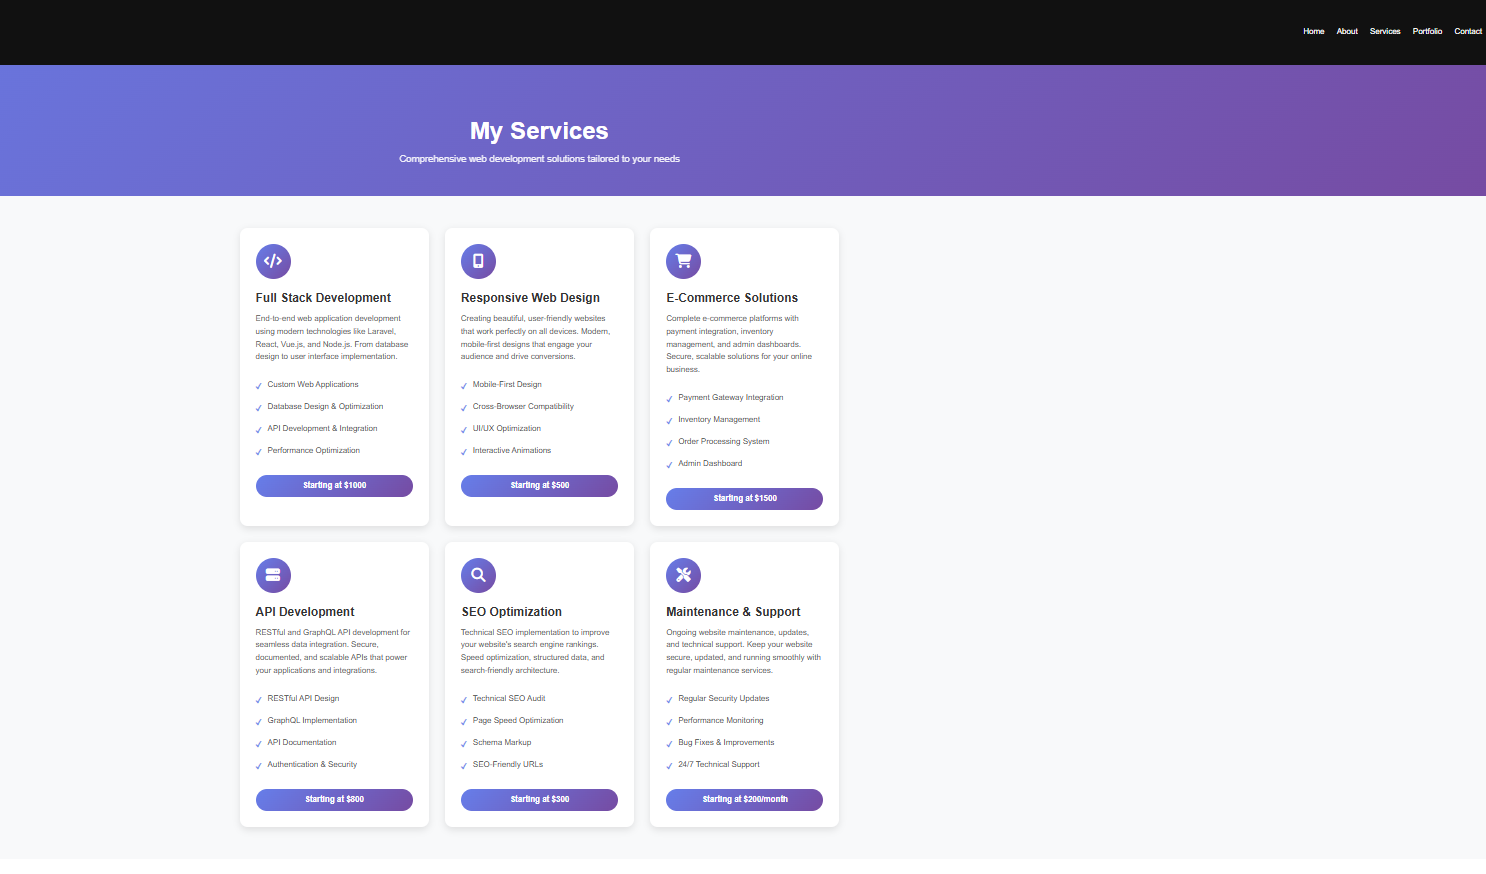 Home About Services Portfolio Contact
My Services
Comprehensive web development solutions tailored to your needs
Full Stack Development
End-to-end web application development
using modern technologies like Laravel,
React, Vue.js, and Node.js. From database
design to user interface implementation.
Custom Web Applications
Database Design & Optimization
API Development & Integration
Performance Optimization
Starting at $1000
Responsive Web Design
Creating beautiful, user-friendly websites
that work perfectly on all devices. Modern,
mobile-first designs that engage your
audience and drive conversions.
Mobile-First Design
Cross-Browser Compatibility
UI/UX Optimization
Interactive Animations
Starting at $500
E-Commerce Solutions
Complete e-commerce platforms with
payment integration, inventory
management, and admin dashboards.
Secure, scalable solutions for your online
business.
Payment Gateway Integration
Inventory Management
Order Processing System
Admin Dashboard
Starting at $1500
API Development
RESTful and GraphQL API development for
seamless data integration. Secure,
documented, and scalable APIs that power
your applications and integrations.
RESTful API Design
GraphQL Implementation
API Documentation
Authentication & Security
Starting at $800
SEO Optimization
Technical SEO implementation to improve
your website's search engine rankings.
Speed optimization, structured data, and
search-friendly architecture.
Technical SEO Audit
Page Speed Optimization
Schema Markup
SEO-Friendly URLs
Starting at $300
Maintenance & Support
Ongoing website maintenance, updates,
and technical support. Keep your website
secure, updated, and running smoothly with
regular maintenance services.
Regular Security Updates
Performance Monitoring
Bug Fixes & Improvements
24/7 Technical Support
Starting at $200/month